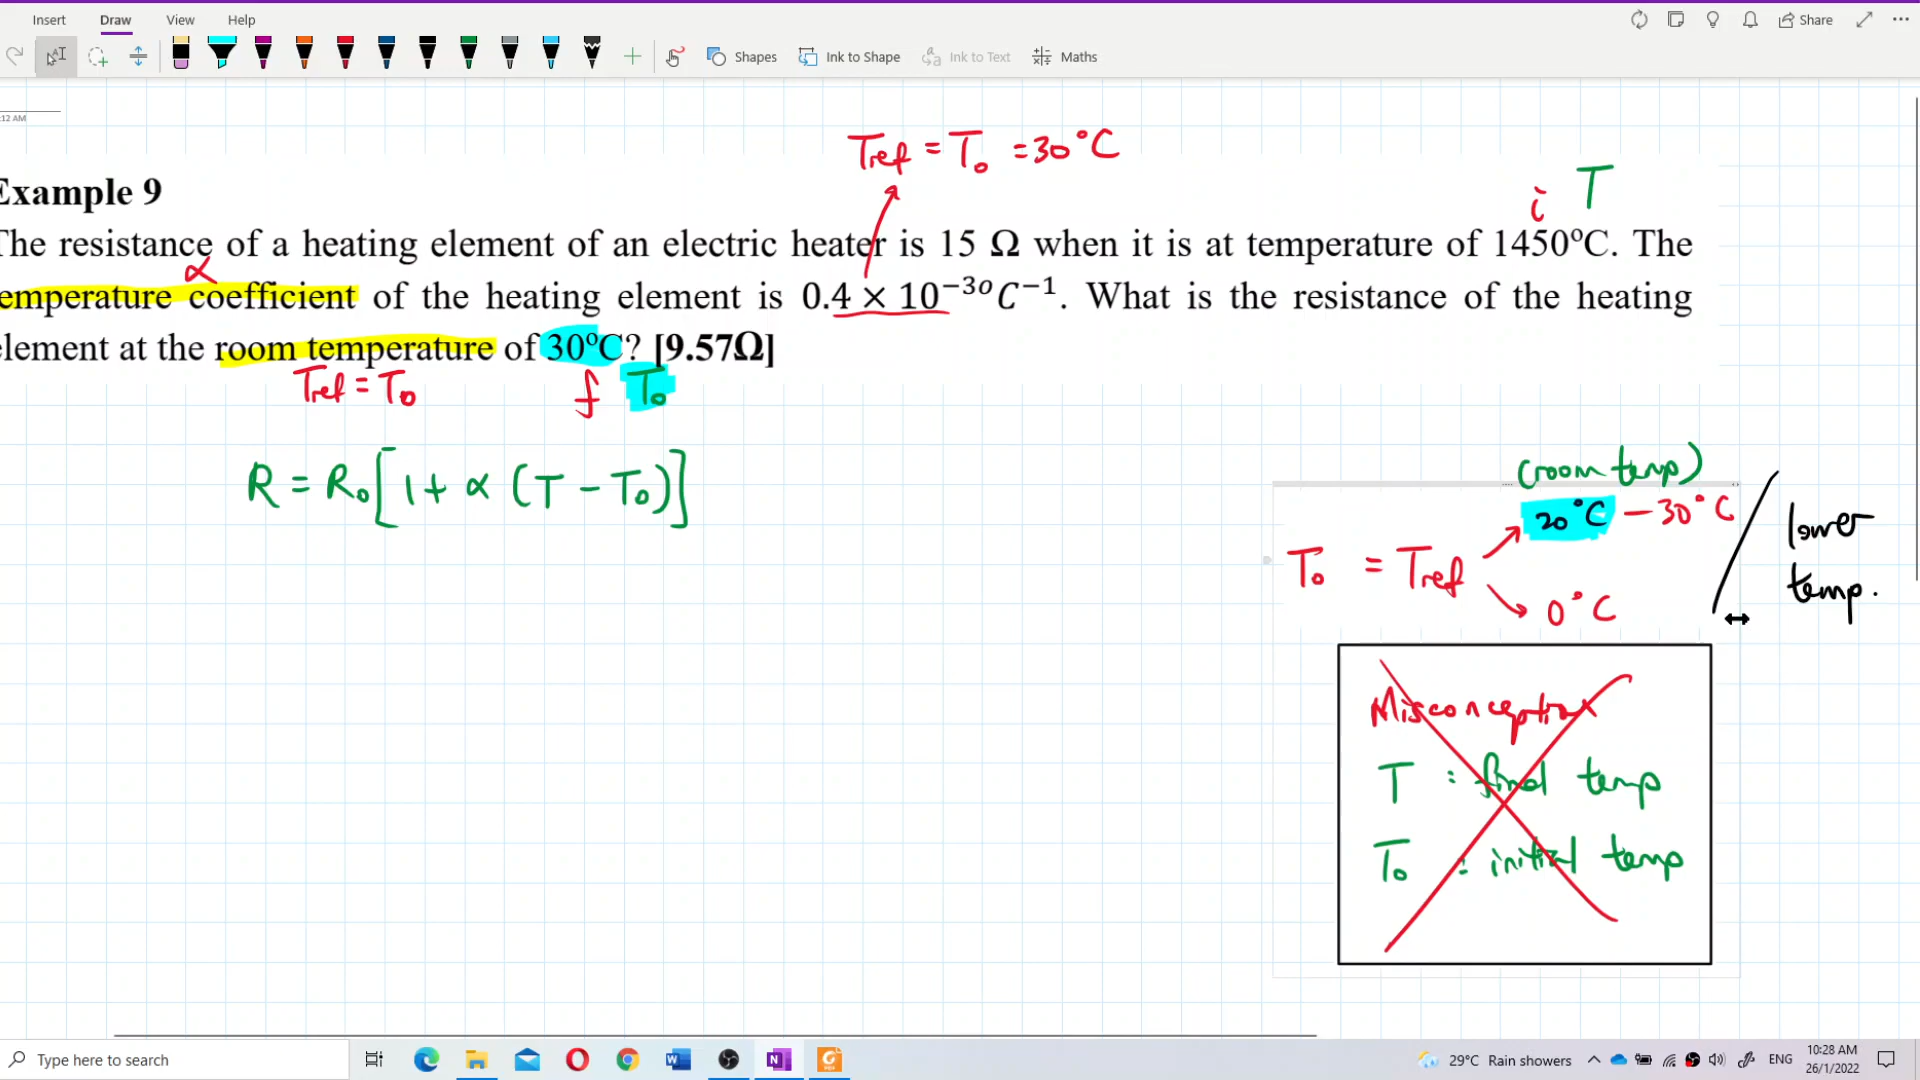 Insert Draw View Help
Share
Shapes Ink to Shape Ink to Text Maths
:12 AM
Tref = T₀ = 30°C
i T
Example 9
The resistance of a heating element of an electric heater is 15 Ω when it is at temperature of 1450ºC. The
α
temperature coefficient of the heating element is 0.4 × 10⁻³ᵒC⁻¹. What is the resistance of the heating
element at the room temperature of 30ºC? [9.57Ω]
Tref = T₀ f T₀
R = R₀[1 + α (T - T₀)]
(room temp)
20°C - 30°C
lower
temp.
T₀ = Tref
0°C
Misconception
T : final temp
T₀ : initial temp
Type here to search
29°C Rain showers
ENG
10:28 AM
26/1/2022